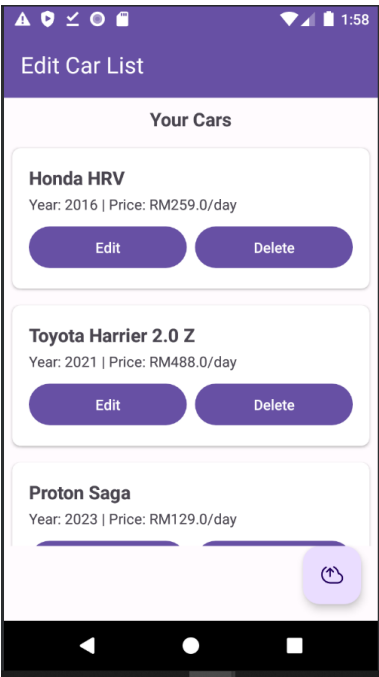 1:58
Edit Car List
Your Cars
Honda HRV
Year: 2016 | Price: RM259.0/day
Edit Delete
Toyota Harrier 2.0 Z
Year: 2021 | Price: RM488.0/day
Edit Delete
Proton Saga
Year: 2023 | Price: RM129.0/day